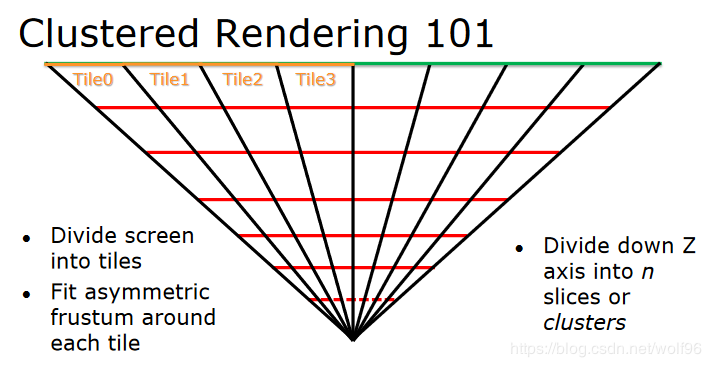 Clustered Rendering 101
Tile0 Tile1 Tile2 Tile3
• Divide screen
into tiles
• Fit asymmetric
frustum around
each tile
• Divide down Z
axis into n
slices or
clusters
https://blog.csdn.net/wolf96